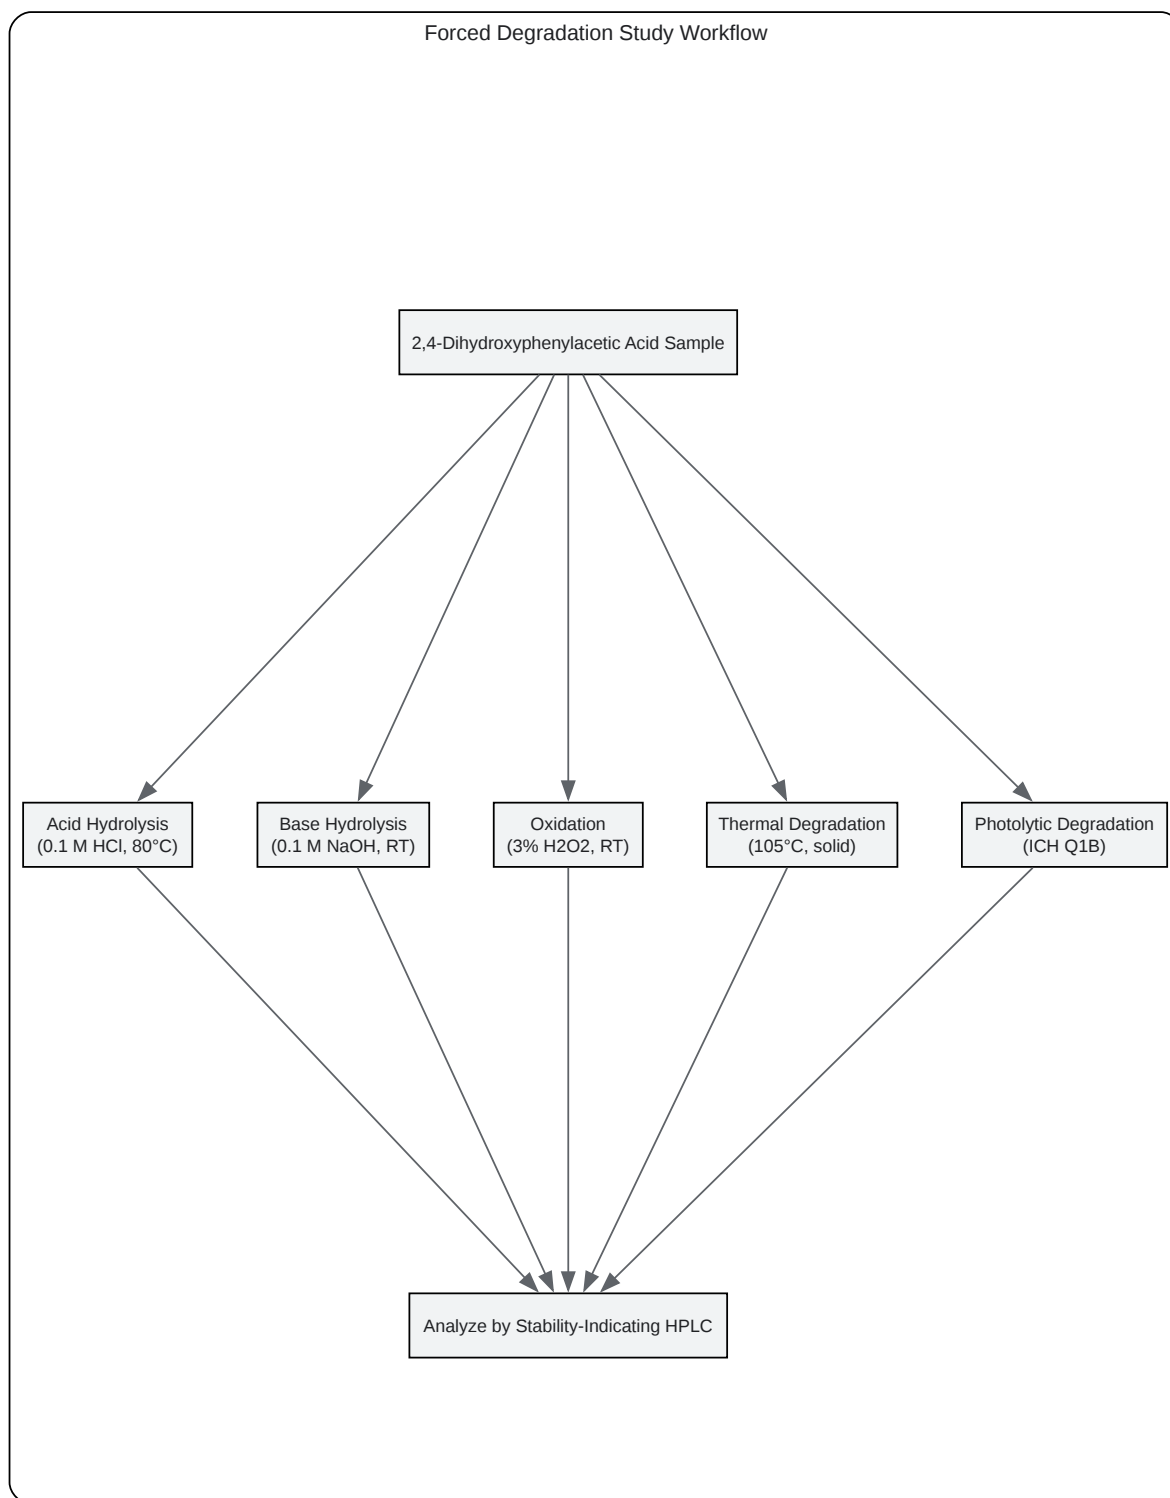 Forced Degradation Study Workflow
2,4-Dihydroxyphenylacetic Acid Sample
Acid Hydrolysis
(0.1 M HCl, 80°C)
Base Hydrolysis
(0.1 M NaOH, RT)
Oxidation
(3% H2O2, RT)
Thermal Degradation
(105°C, solid)
Photolytic Degradation
(ICH Q1B)
Analyze by Stability-Indicating HPLC